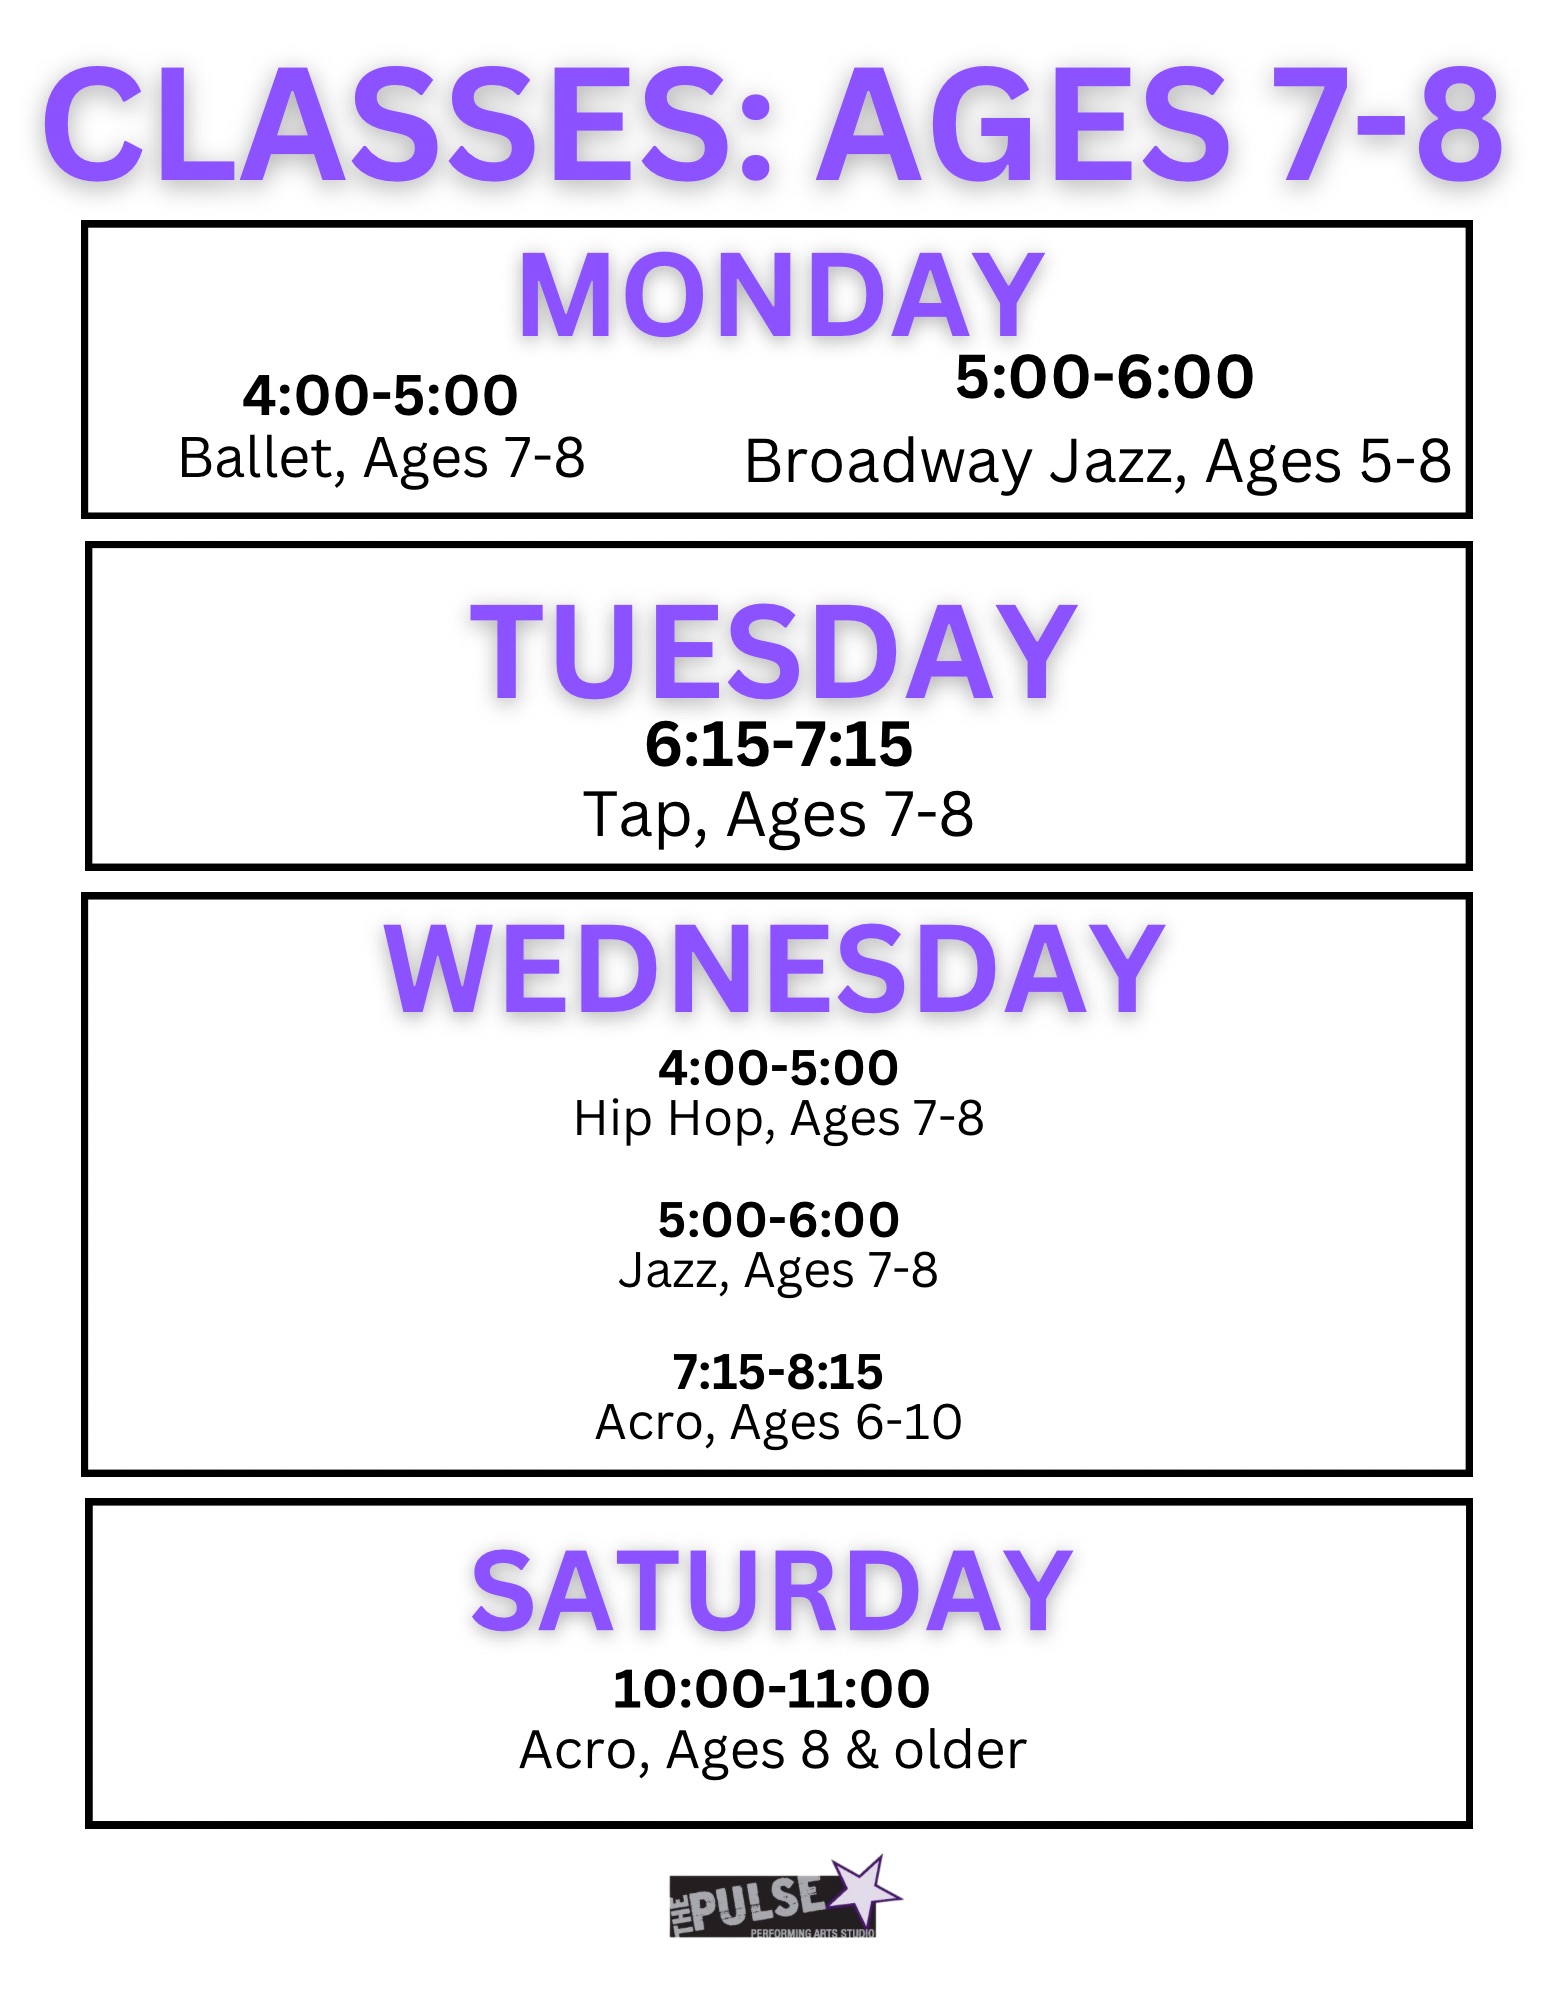 CLASSES: AGES 7-8
MONDAY
4:00-5:00
Ballet, Ages 7-8
5:00-6:00
Broadway Jazz, Ages 5-8
TUESDAY
6:15-7:15
Tap, Ages 7-8
WEDNESDAY
4:00-5:00
Hip Hop, Ages 7-8
5:00-6:00
Jazz, Ages 7-8
7:15-8:15
Acro, Ages 6-10
SATURDAY
10:00-11:00
Acro, Ages 8 & older
THE PULSE
PERFORMING ARTS STUDIO